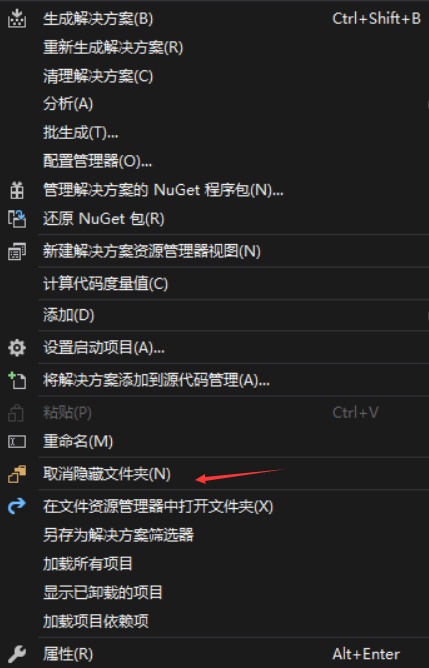 生成解决方案(B) Ctrl+Shift+B
重新生成解决方案(R)
清理解决方案(C)
分析(A)
批生成(T)...
配置管理器(O)...
管理解决方案的 NuGet 程序包(N)...
还原 NuGet 包(R)
新建解决方案资源管理器视图(N)
计算代码度量值(C)
添加(D)
设置启动项目(A)...
将解决方案添加到源代码管理(A)...
粘贴(P) Ctrl+V
重命名(M)
取消隐藏文件夹(N)
在文件资源管理器中打开文件夹(X)
另存为解决方案筛选器
加载所有项目
显示已卸载的项目
加载项目依赖项
属性(R) Alt+Enter